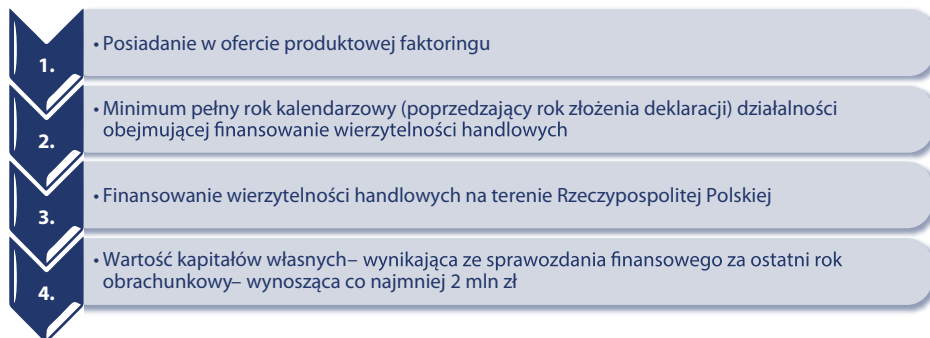 1.
• Posiadanie w ofercie produktowej faktoringu
2.
• Minimum pełny rok kalendarzowy (poprzedzający rok złożenia deklaracji) działalności
obejmującej finansowanie wierzytelności handlowych
3.
• Finansowanie wierzytelności handlowych na terenie Rzeczypospolitej Polskiej
4.
• Wartość kapitałów własnych– wynikająca ze sprawozdania finansowego za ostatni rok
obrachunkowy– wynosząca co najmniej 2 mln zł